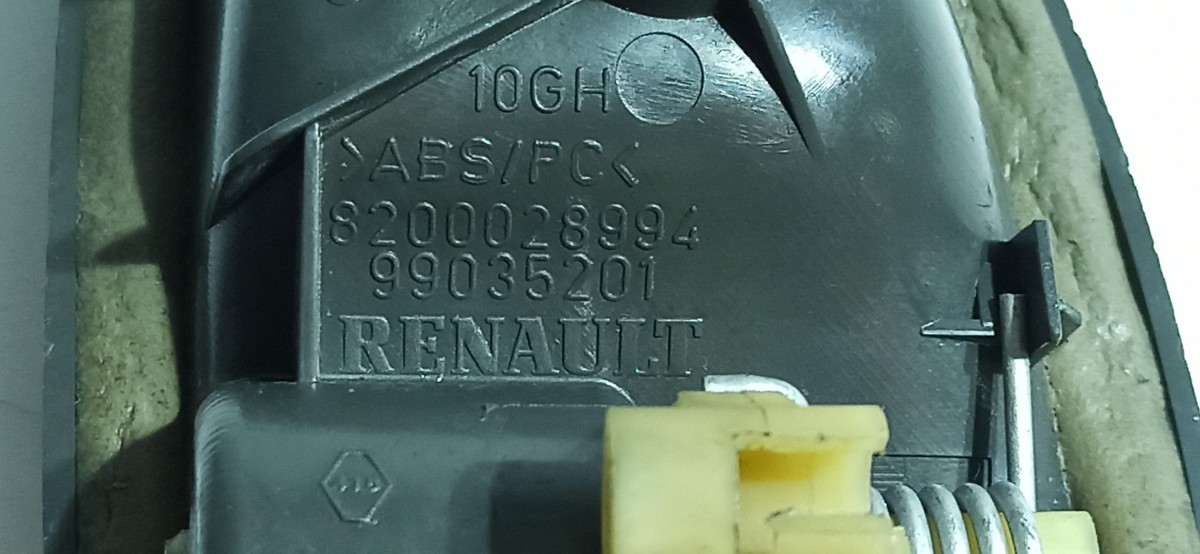 10GH
>ABS/PC<
8200028994
99035201
RENAULT